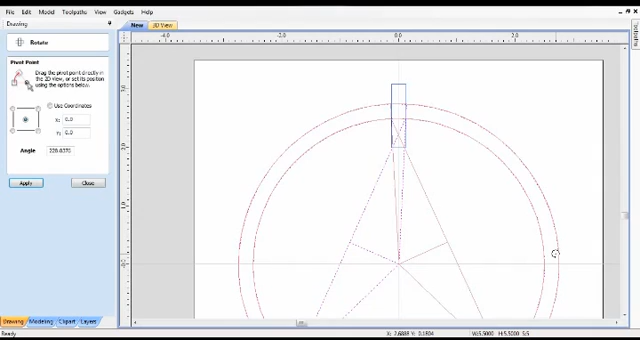 File Edit Model Toolpaths View Gadgets Help
Drawing
New 3D View
Toolpaths
Rotate
-4.0 -2.0 0.0 2.0
Pivot Point
Drag the pivot point directly in
the 2D view, or set its position
using the options below.
Use Coordinates
X: 0.0
Y: 0.0
Angle
Apply Close
Drawing Modeling Clipart Layers
Ready